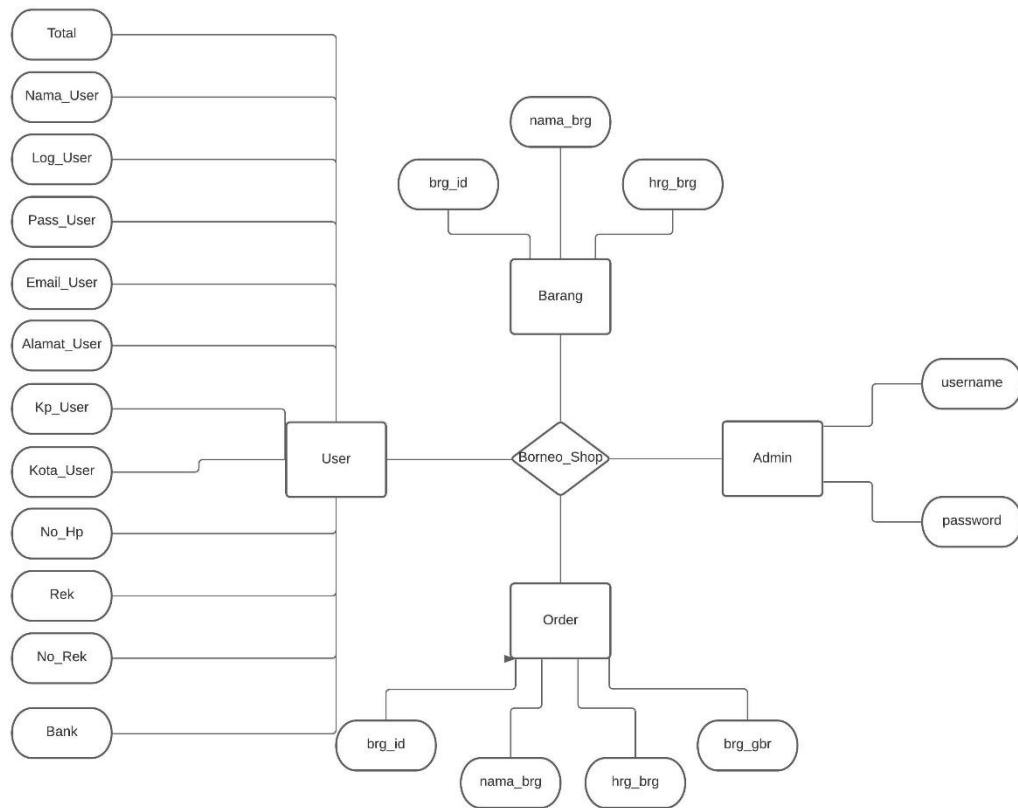 Total
Nama_User
Log_User
Pass_User
Email_User
Alamat_User
Kp_User
Kota_User
No_Hp
Rek
No_Rek
Bank
User
nama_brg
brg_id
hrg_brg
Barang
Borneo_Shop
Admin
username
password
Order
brg_id
nama_brg
hrg_brg
brg_gbr